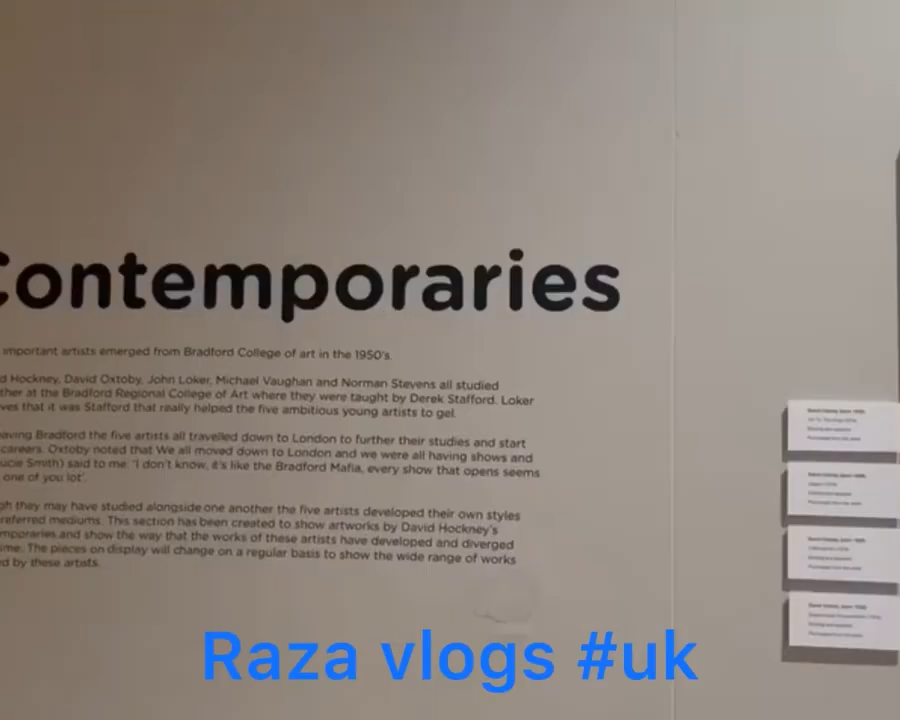 Contemporaries
important artists emerged from Bradford College of art in the 1950's.
d Hockney, David Oxtoby, John Loker, Michael Vaughan and Norman Stevens all studied
ther at the Bradford Regional College of Art where they were taught by Derek Stafford. Loker
ves that it was Stafford that really helped the five ambitious young artists to gel.
aving Bradford the five artists all travelled down to London to further their studies and start
careers. Oxtoby noted that We all moved down to London and we were all having shows and
ucie Smith) said to me: 'I don't know, it's like the Bradford Mafia, every show that opens seems
one of you lot'.
gh they may have studied alongside one another the five artists developed their own styles
referred mediums. This section has been created to show artworks by David Hockney's
mporaries and show the way that the works of these artists have developed and diverged
ime. The pieces on display will change on a regular basis to show the wide range of works
ed by these artists.
Raza vlogs #uk